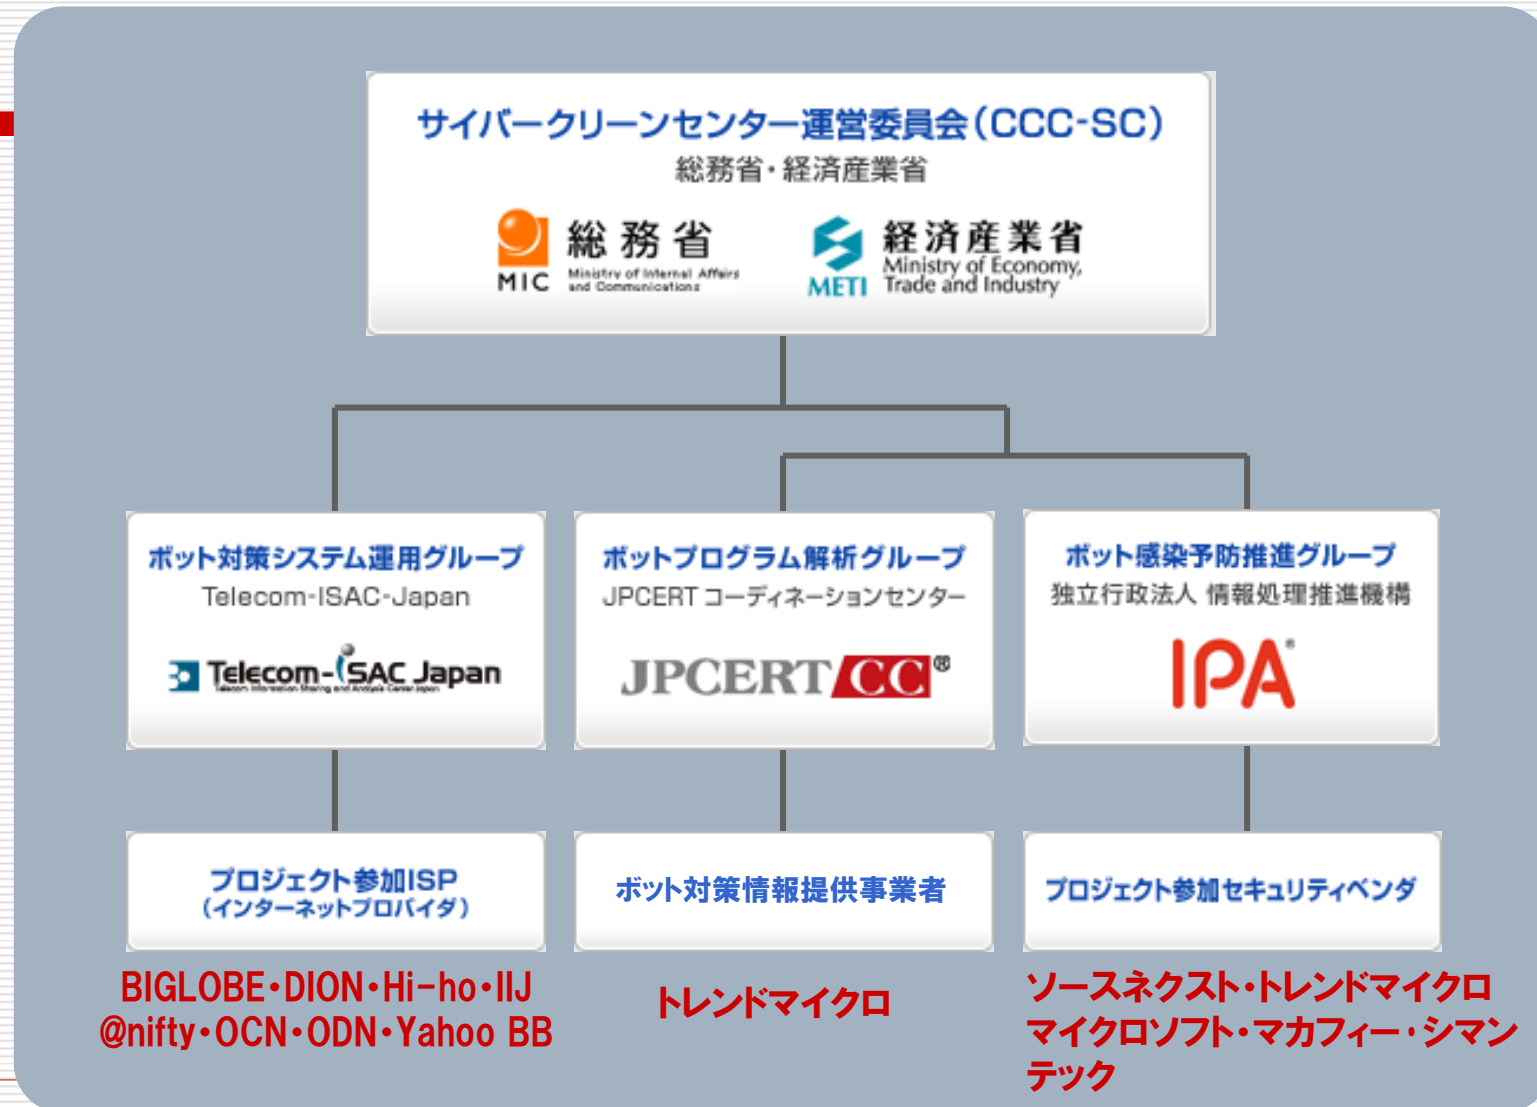 サイバークリーンセンター運営委員会(CCC-SC)
総務省・経済産業省
総務省
MIC
Ministry of Internal Affairs
and Communications
経済産業省
METI
Ministry of Economy,
Trade and Industry
ボット対策システム運用グループ
Telecom-ISAC-Japan
Telecom-ISAC Japan
Telecom Information Sharing and Analysis Center Japan
ボットプログラム解析グループ
JPCERT コーディネーションセンター
JPCERT CC®
ボット感染予防推進グループ
独立行政法人 情報処理推進機構
IPA®
プロジェクト参加ISP
(インターネットプロバイダ)
BIGLOBE・DION・Hi-ho・IIJ
@nifty・OCN・ODN・Yahoo BB
ボット対策情報提供事業者
トレンドマイクロ
プロジェクト参加セキュリティベンダ
ソースネクスト・トレンドマイクロ
マイクロソフト・マカフィー・シマン
テック